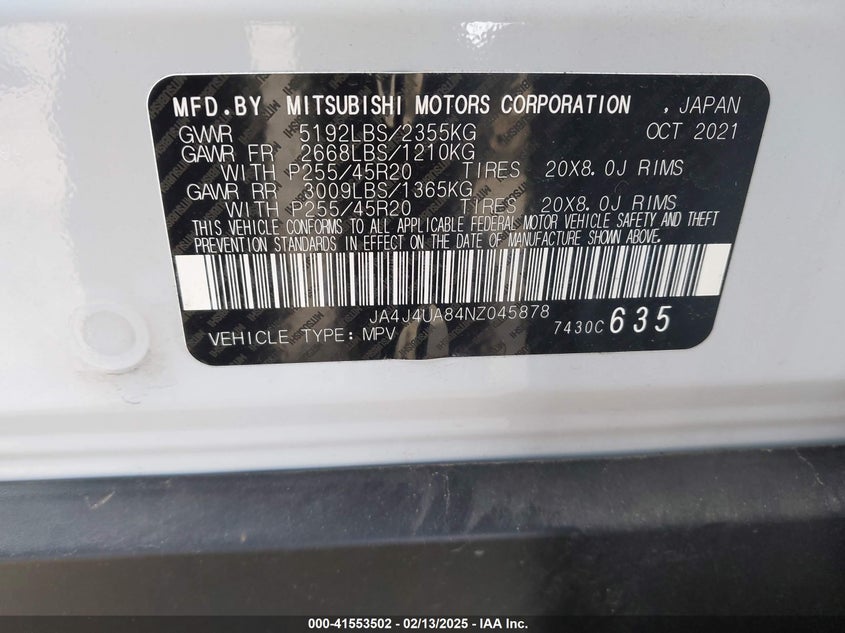 MFD.BY MITSUBISHI MOTORS CORPORATION , JAPAN
GVWR 5192LBS/2355KG OCT 2021
GAWR FR 2668LBS/1210KG
WITH P255/45R20 TIRES 20X8.0J RIMS
GAWR RR 3009LBS/1365KG
WITH P255/45R20 TIRES 20X8.0J RIMS
THIS VEHICLE CONFORMS TO ALL APPLICABLE FEDERAL MOTOR VEHICLE SAFETY AND THEFT
PREVENTION STANDARDS IN EFFECT ON THE DATE OF MANUFACTURE SHOWN ABOVE.
JA4J4UA84NZ045878
VEHICLE TYPE: MPV 7430C 635
000-41553502 — 02/13/2025 — IAA Inc.